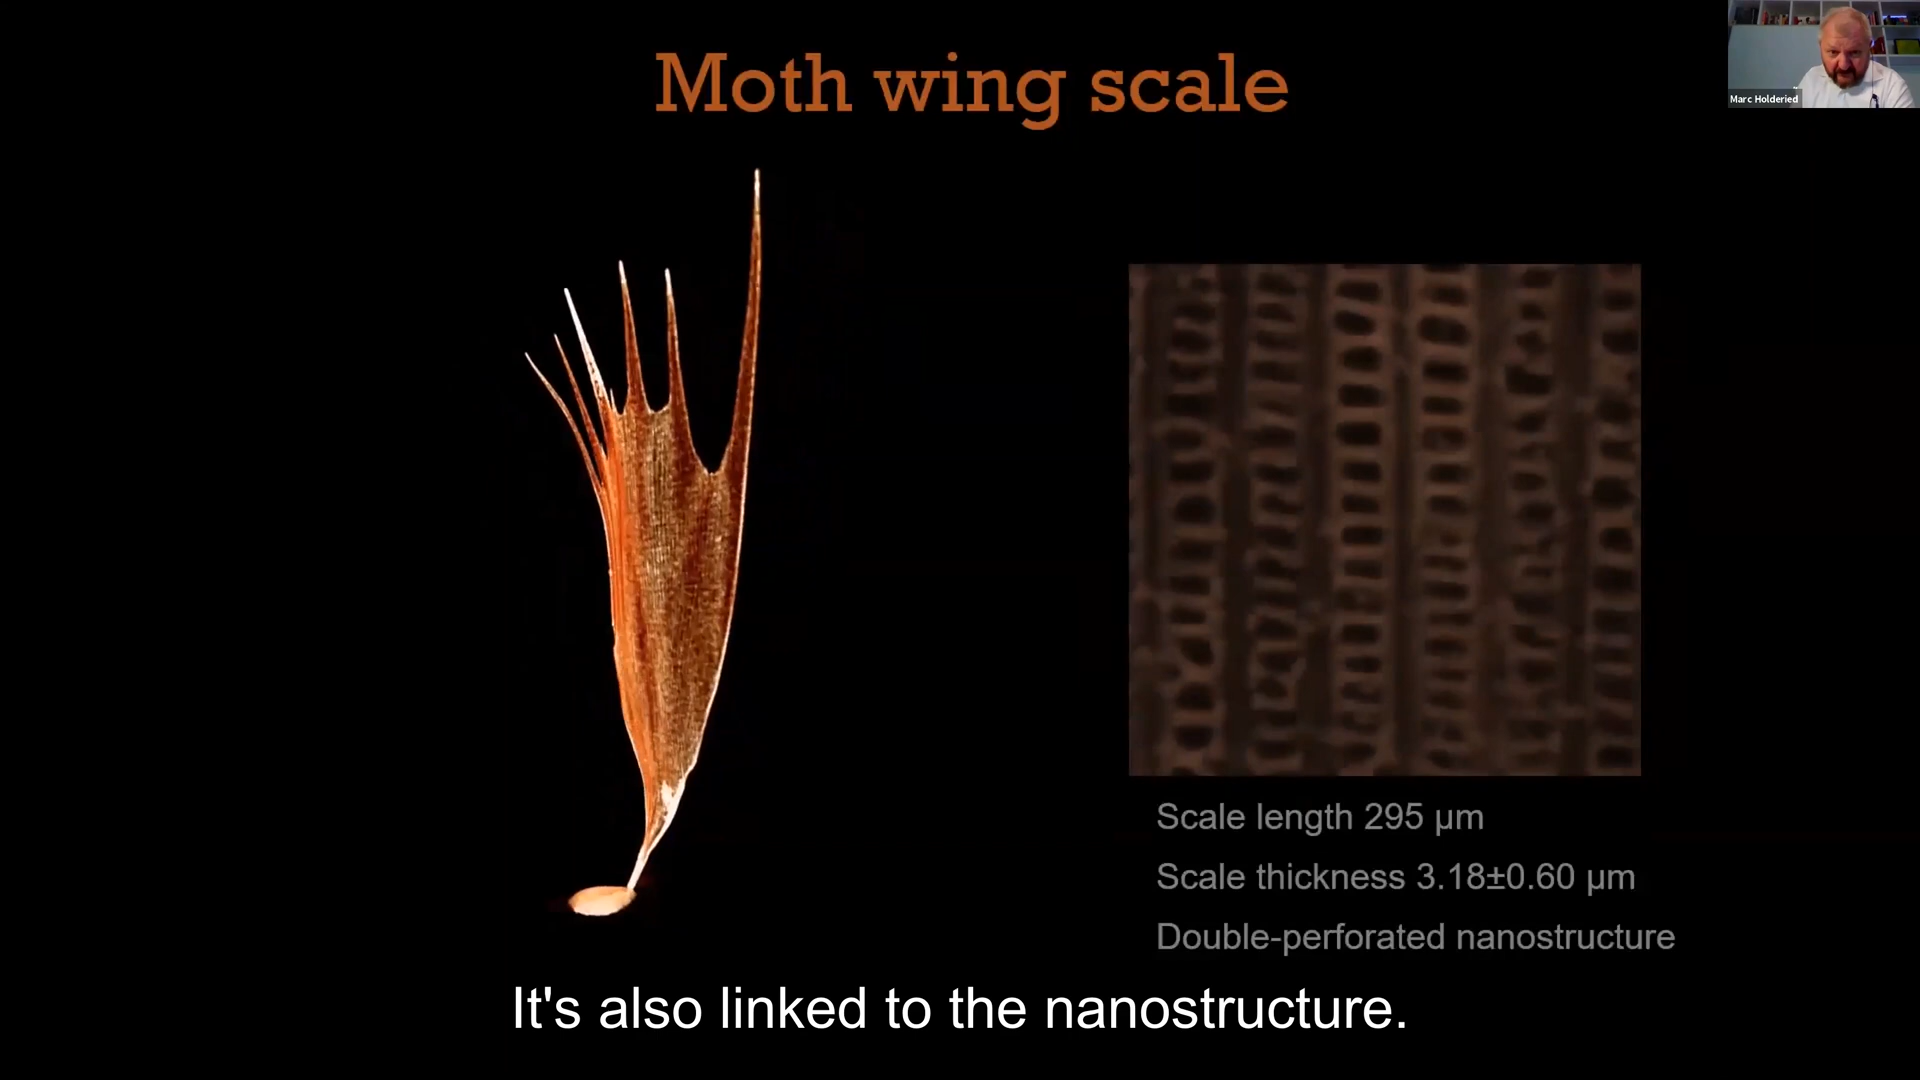 Moth wing scale
Marc Holderied
Scale length 295 µm
Scale thickness 3.18±0.60 µm
Double-perforated nanostructure
It's also linked to the nanostructure.